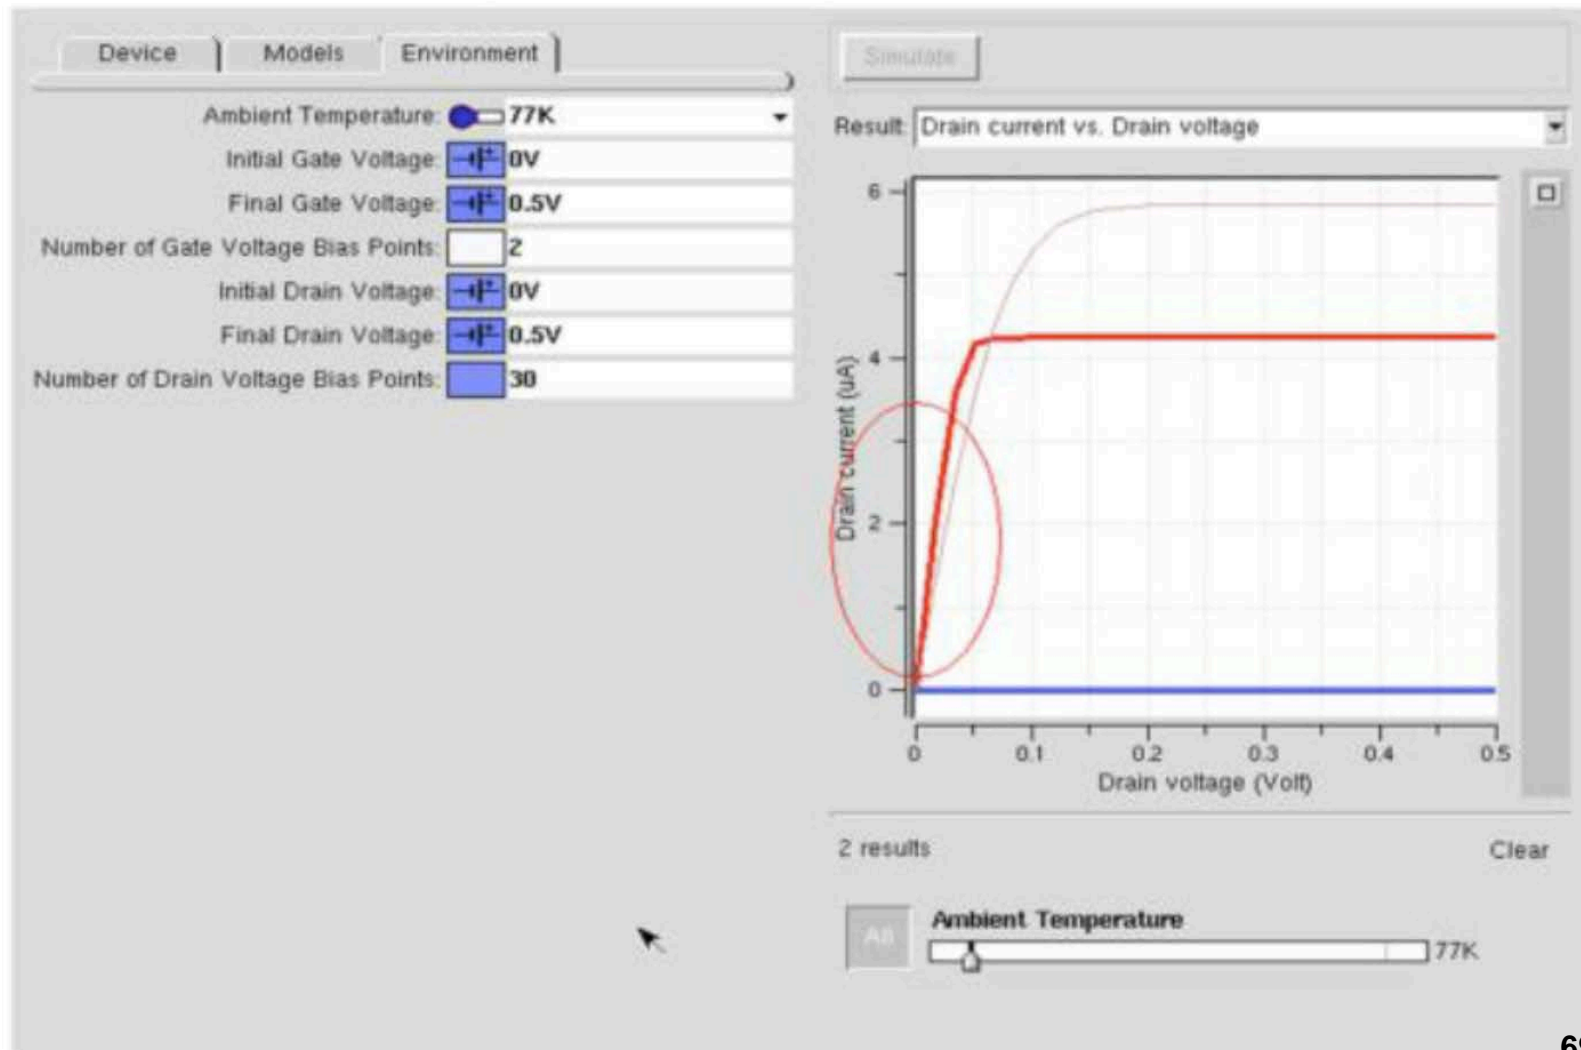 Device Models Environment
Ambient Temperature: 77K
Initial Gate Voltage: 0V
Final Gate Voltage: 0.5V
Number of Gate Voltage Bias Points: 2
Initial Drain Voltage: 0V
Final Drain Voltage: 0.5V
Number of Drain Voltage Bias Points: 30
Simulate
Result: Drain current vs. Drain voltage
Drain current (uA)
6
4
2
0
0 0.1 0.2 0.3 0.4 0.5
Drain voltage (Volt)
2 results Clear
All
Ambient Temperature
77K